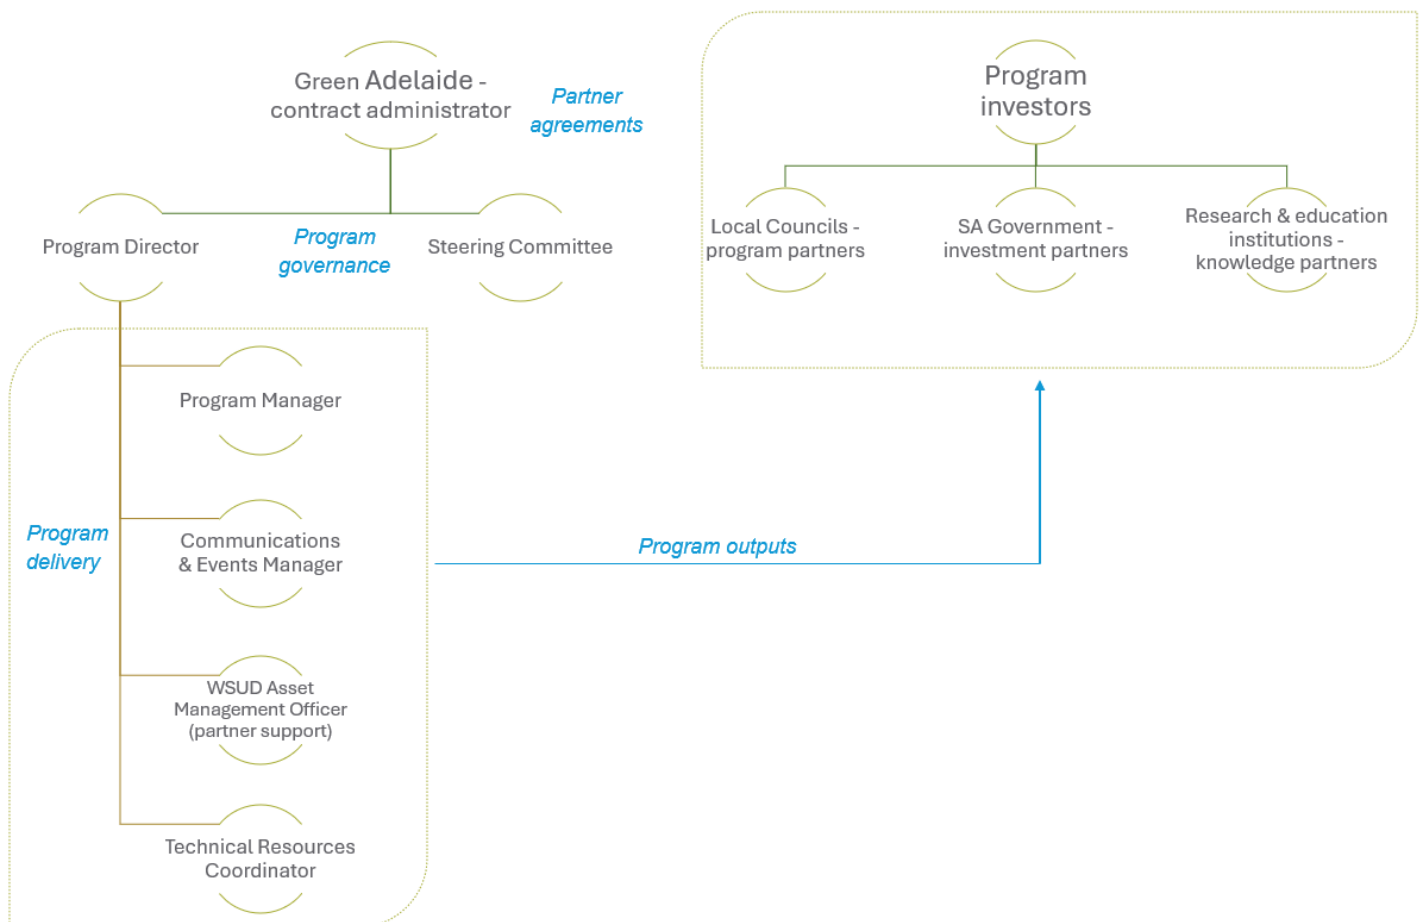 Green Adelaide -
contract administrator
Partner
agreements
Program
investors
Program Director
Program
governance
Steering Committee
Local Councils -
program partners
SA Government -
investment partners
Research & education
institutions -
knowledge partners
Program Manager
Program
delivery
Communications
& Events Manager
Program outputs
WSUD Asset
Management Officer
(partner support)
Technical Resources
Coordinator